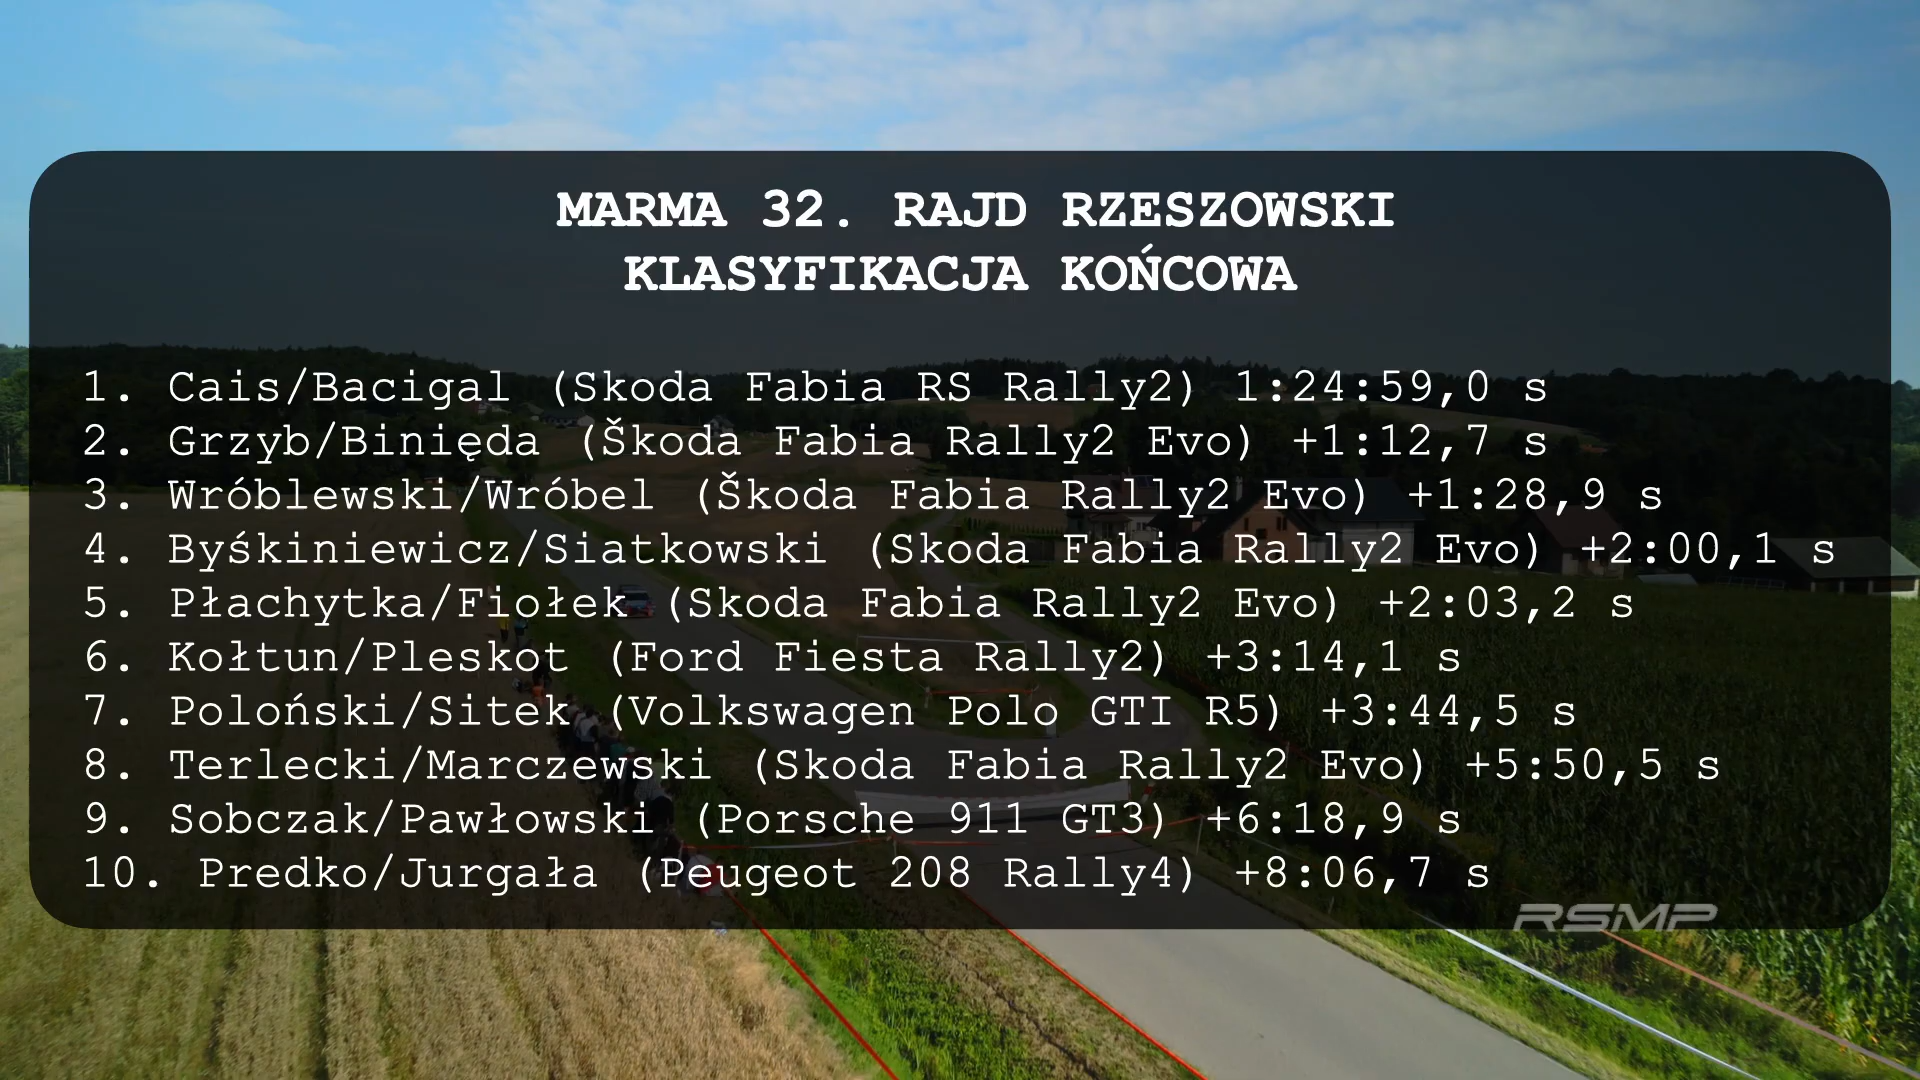 MARMA 32. RAJD RZESZOWSKI
KLASYFIKACJA KOŃCOWA
1. Cais/Bacigal (Skoda Fabia RS Rally2) 1:24:59,0 s
2. Grzyb/Binięda (Škoda Fabia Rally2 Evo) +1:12,7 s
3. Wróblewski/Wróbel (Škoda Fabia Rally2 Evo) +1:28,9 s
4. Byśkiniewicz/Siatkowski (Skoda Fabia Rally2 Evo) +2:00,1 s
5. Płachytka/Fiołek (Skoda Fabia Rally2 Evo) +2:03,2 s
6. Kołtun/Pleskot (Ford Fiesta Rally2) +3:14,1 s
7. Poloński/Sitek (Volkswagen Polo GTI R5) +3:44,5 s
8. Terlecki/Marczewski (Skoda Fabia Rally2 Evo) +5:50,5 s
9. Sobczak/Pawłowski (Porsche 911 GT3) +6:18,9 s
10. Predko/Jurgała (Peugeot 208 Rally4) +8:06,7 s
RSMP